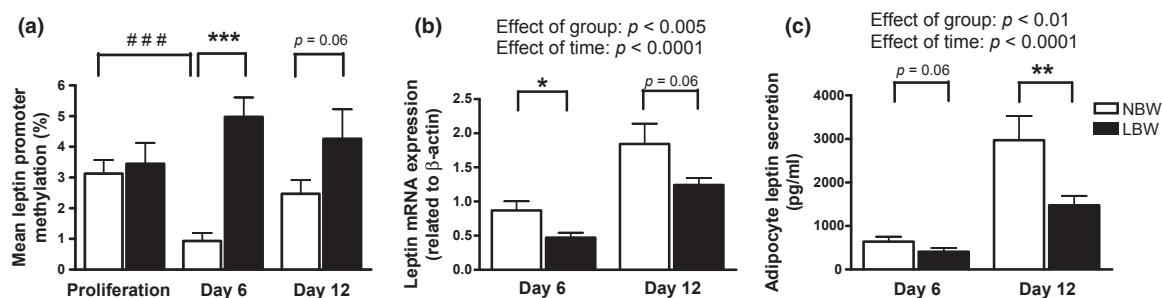 (a)
# # #
***
p = 0.06
Mean leptin promoter
methylation (%)
6
5
4
3
2
1
0
Proliferation Day 6 Day 12
(b)
Effect of group: p < 0.005
Effect of time: p < 0.0001
*
p = 0.06
Leptin mRNA expression
(related to β-actin)
2.5
2.0
1.5
1.0
0.5
0.0
Day 6 Day 12
(c)
Effect of group: p < 0.01
Effect of time: p < 0.0001
p = 0.06
**
Adipocyte leptin secretion
(pg/ml)
4000
3000
2000
1000
0
Day 6 Day 12
NBW
LBW